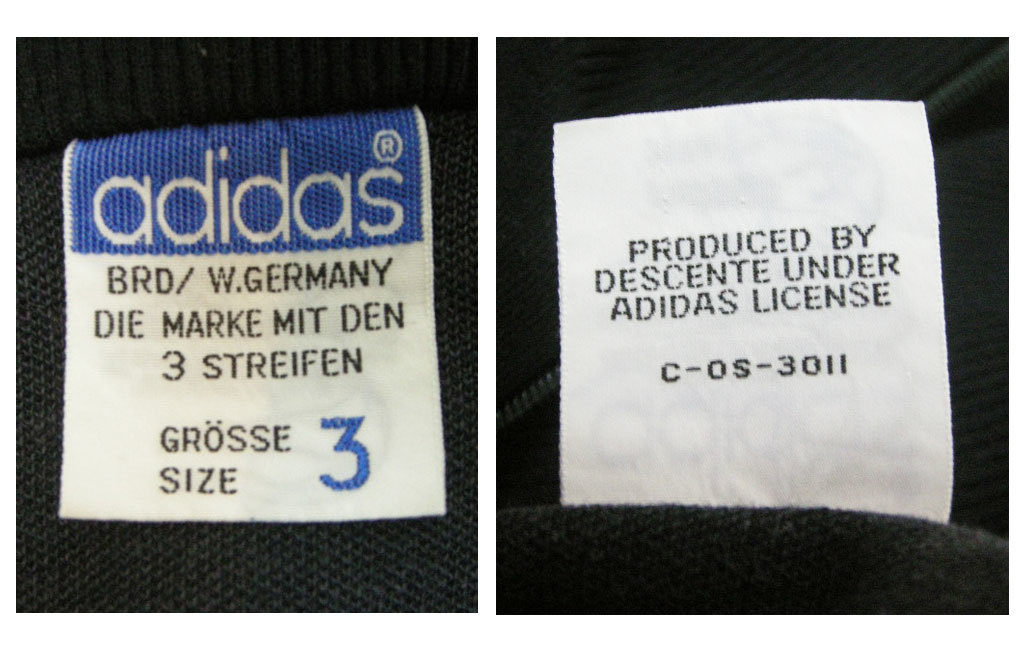 adidas®
BRD/ W.GERMANY
DIE MARKE MIT DEN
3 STREIFEN
GRÖSSE
SIZE 3
PRODUCED BY
DESCENTE UNDER
ADIDAS LICENSE
C-OS-3011